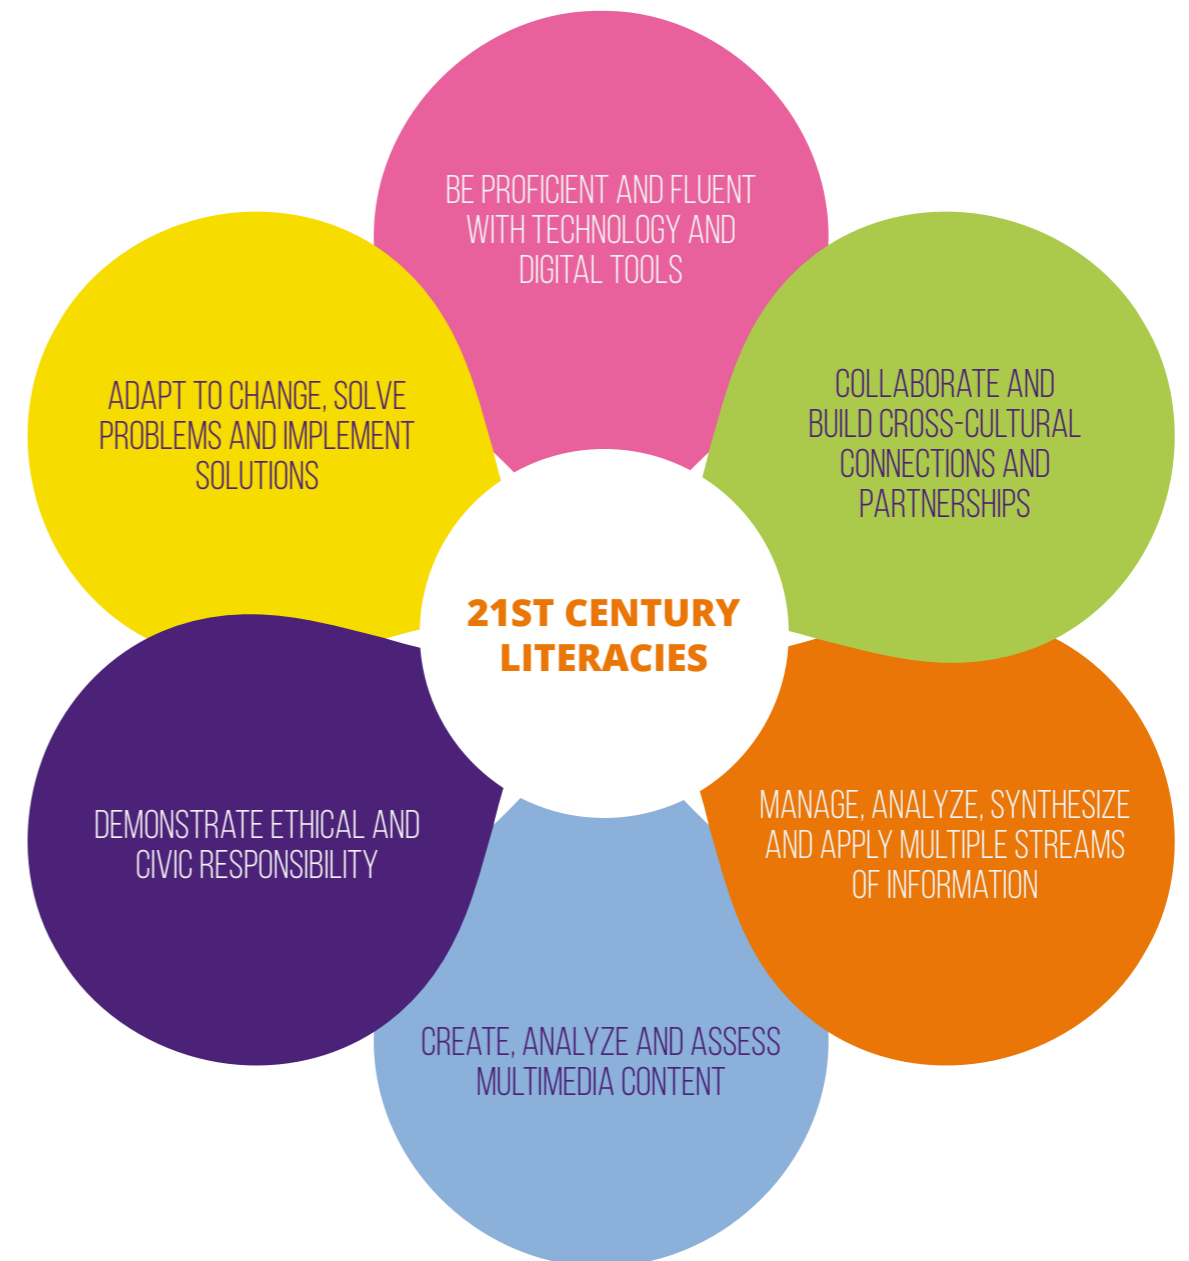 BE PROFICIENT AND FLUENT
WITH TECHNOLOGY AND
DIGITAL TOOLS
COLLABORATE AND
BUILD CROSS-CULTURAL
CONNECTIONS AND
PARTNERSHIPS
MANAGE, ANALYZE, SYNTHESIZE
AND APPLY MULTIPLE STREAMS
OF INFORMATION
CREATE, ANALYZE AND ASSESS
MULTIMEDIA CONTENT
DEMONSTRATE ETHICAL AND
CIVIC RESPONSIBILITY
ADAPT TO CHANGE, SOLVE
PROBLEMS AND IMPLEMENT
SOLUTIONS
21ST CENTURY
LITERACIES